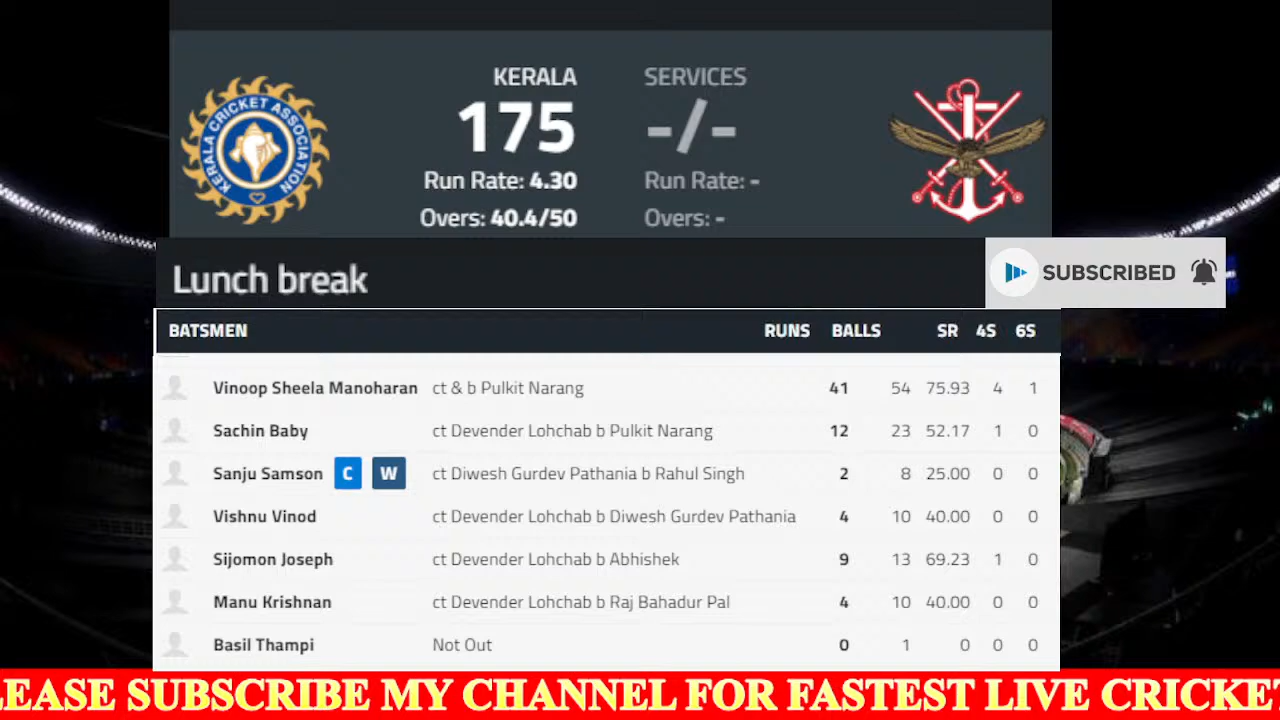 KERALA CRICKET ASSOCIATION
KERALA SERVICES
175 -/-
Run Rate: 4.30 Run Rate: -
Overs: 40.4/50 Overs: -
Lunch break
SUBSCRIBED
BATSMEN RUNS BALLS SR 4S 6S
Vinoop Sheela Manoharan ct & b Pulkit Narang 41 54 75.93 4 1
Sachin Baby ct Devender Lohchab b Pulkit Narang 12 23 52.17 1 0
Sanju Samson C W ct Diwesh Gurdev Pathania b Rahul Singh 2 8 25.00 0 0
Vishnu Vinod ct Devender Lohchab b Diwesh Gurdev Pathania 4 10 40.00 0 0
Sijomon Joseph ct Devender Lohchab b Abhishek 9 13 69.23 1 0
Manu Krishnan ct Devender Lohchab b Raj Bahadur Pal 4 10 40.00 0 0
Basil Thampi Not Out 0 1 0 0 0
LEASE SUBSCRIBE MY CHANNEL FOR FASTEST LIVE CRICKET